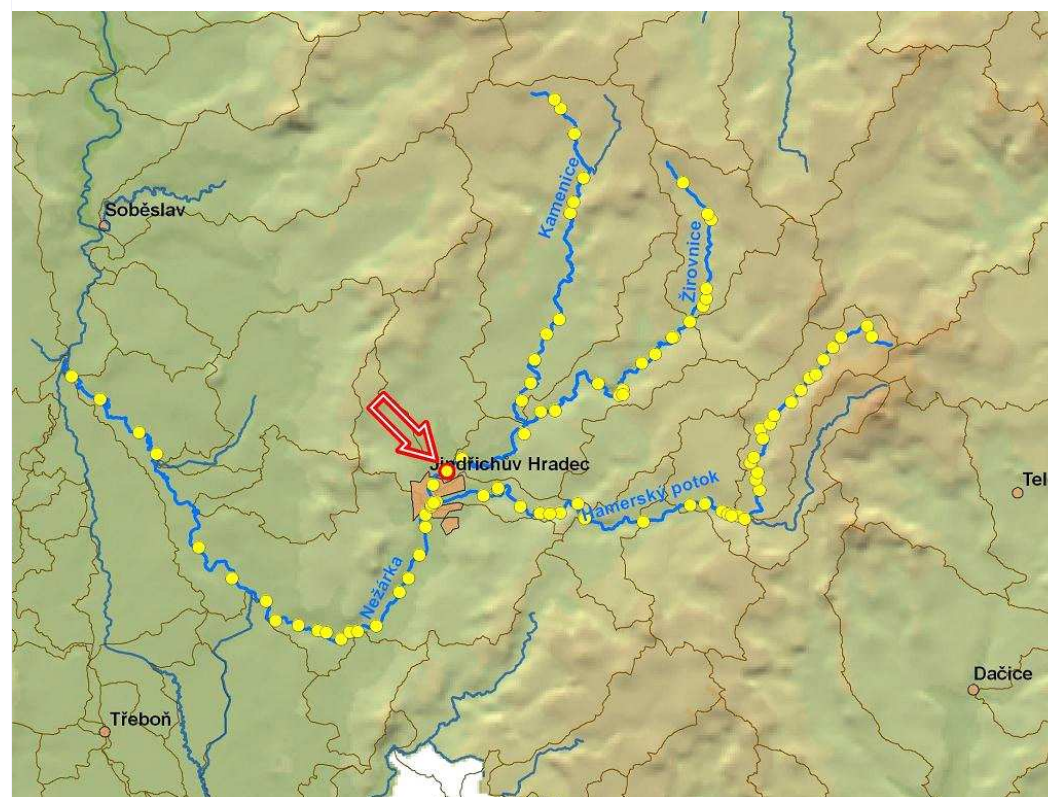 Kamenice
Soběslav
Žirovnice
Jindřichův Hradec
Tel
Hamerský potok
Nežárka
Dačice
Třeboň